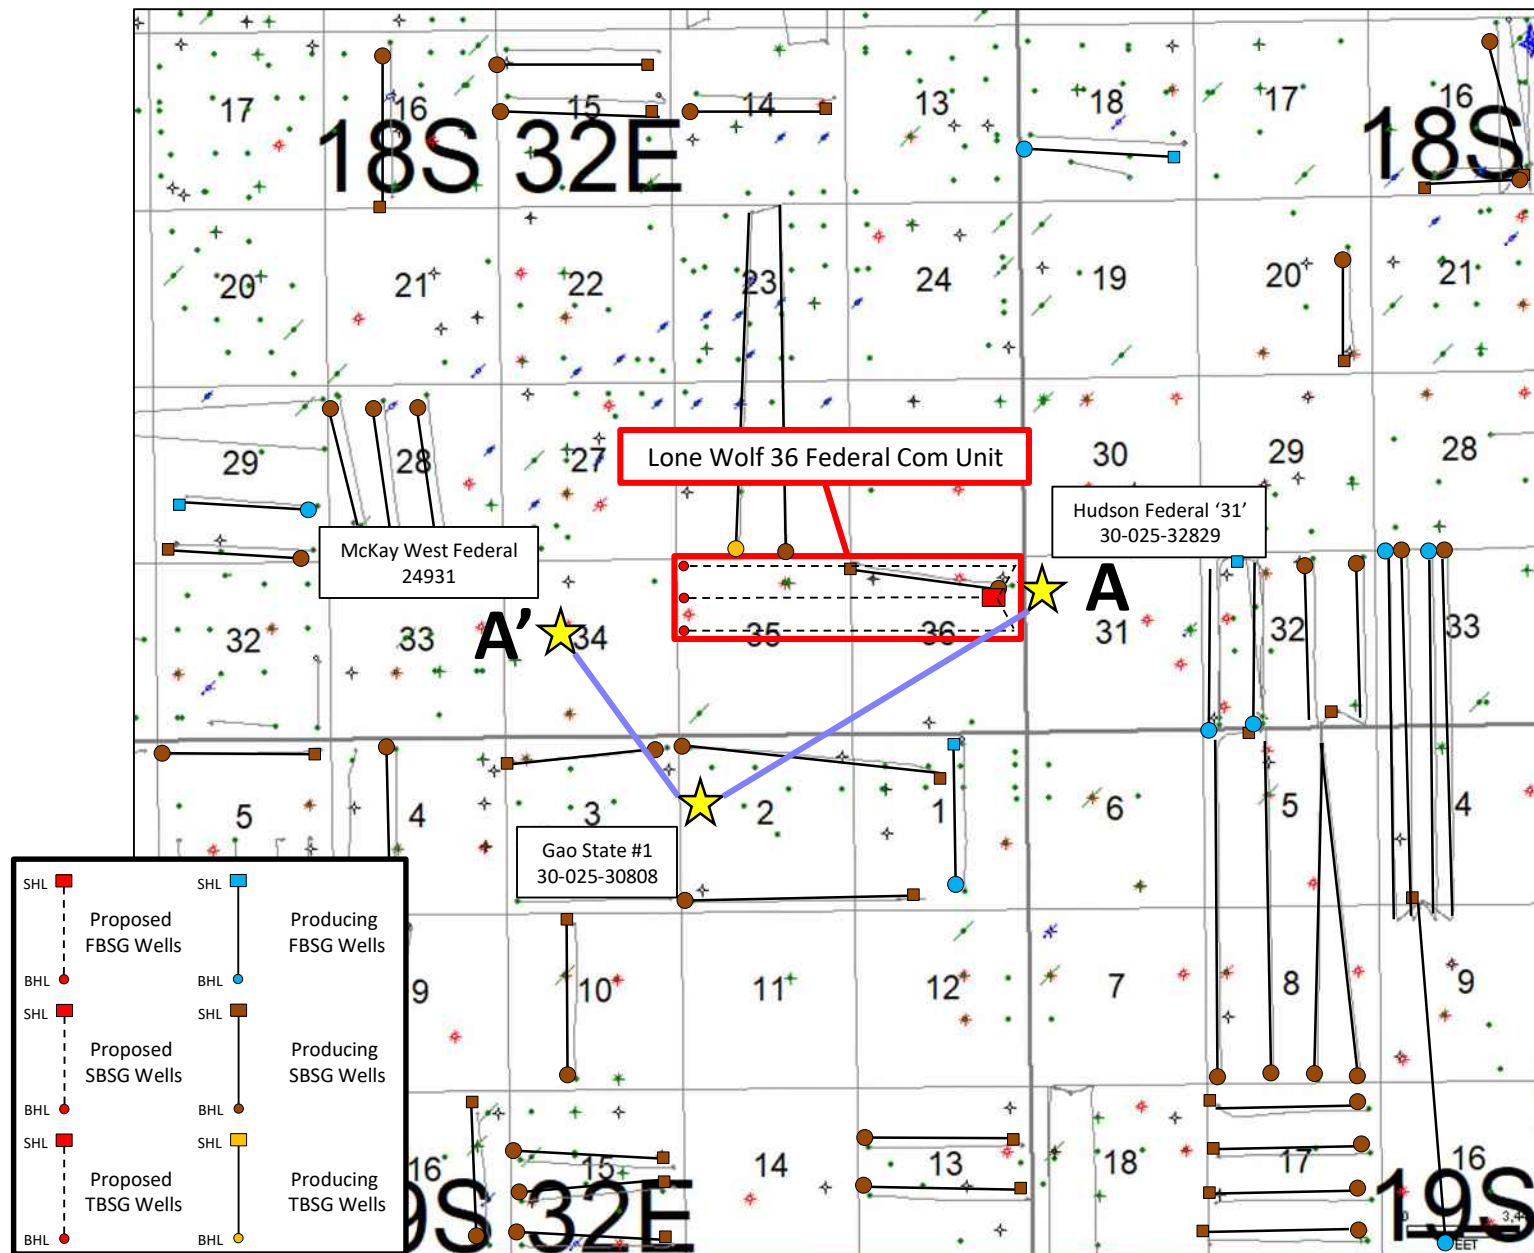 17
16
15
14
13
18
17
16
18S 32E
18S
20
21
22
23
24
19
20
21
29
28
27
30
29
28
Lone Wolf 36 Federal Com Unit
Hudson Federal ‘31’
30-025-32829
McKay West Federal
24931
A’
A
32
33
34
35
36
31
32
33
5
4
3
2
1
6
5
4
Gao State #1
30-025-30808
9
10
11
12
7
8
9
16
15
14
13
18
17
16
9S 32E
19S
0
3,4
EET
SHL
SHL
Proposed
FBSG Wells
Producing
FBSG Wells
BHL
BHL
SHL
SHL
Proposed
SBSG Wells
Producing
SBSG Wells
BHL
BHL
SHL
SHL
Proposed
TBSG Wells
Producing
TBSG Wells
BHL
BHL